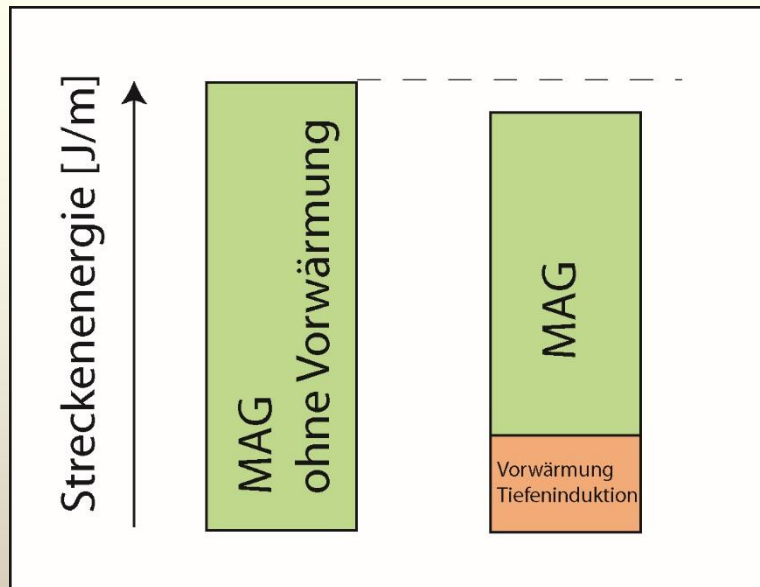 Streckenenergie [J/m]
MAG
ohne Vorwärmung
MAG
Vorwärmung
Tiefeninduktion